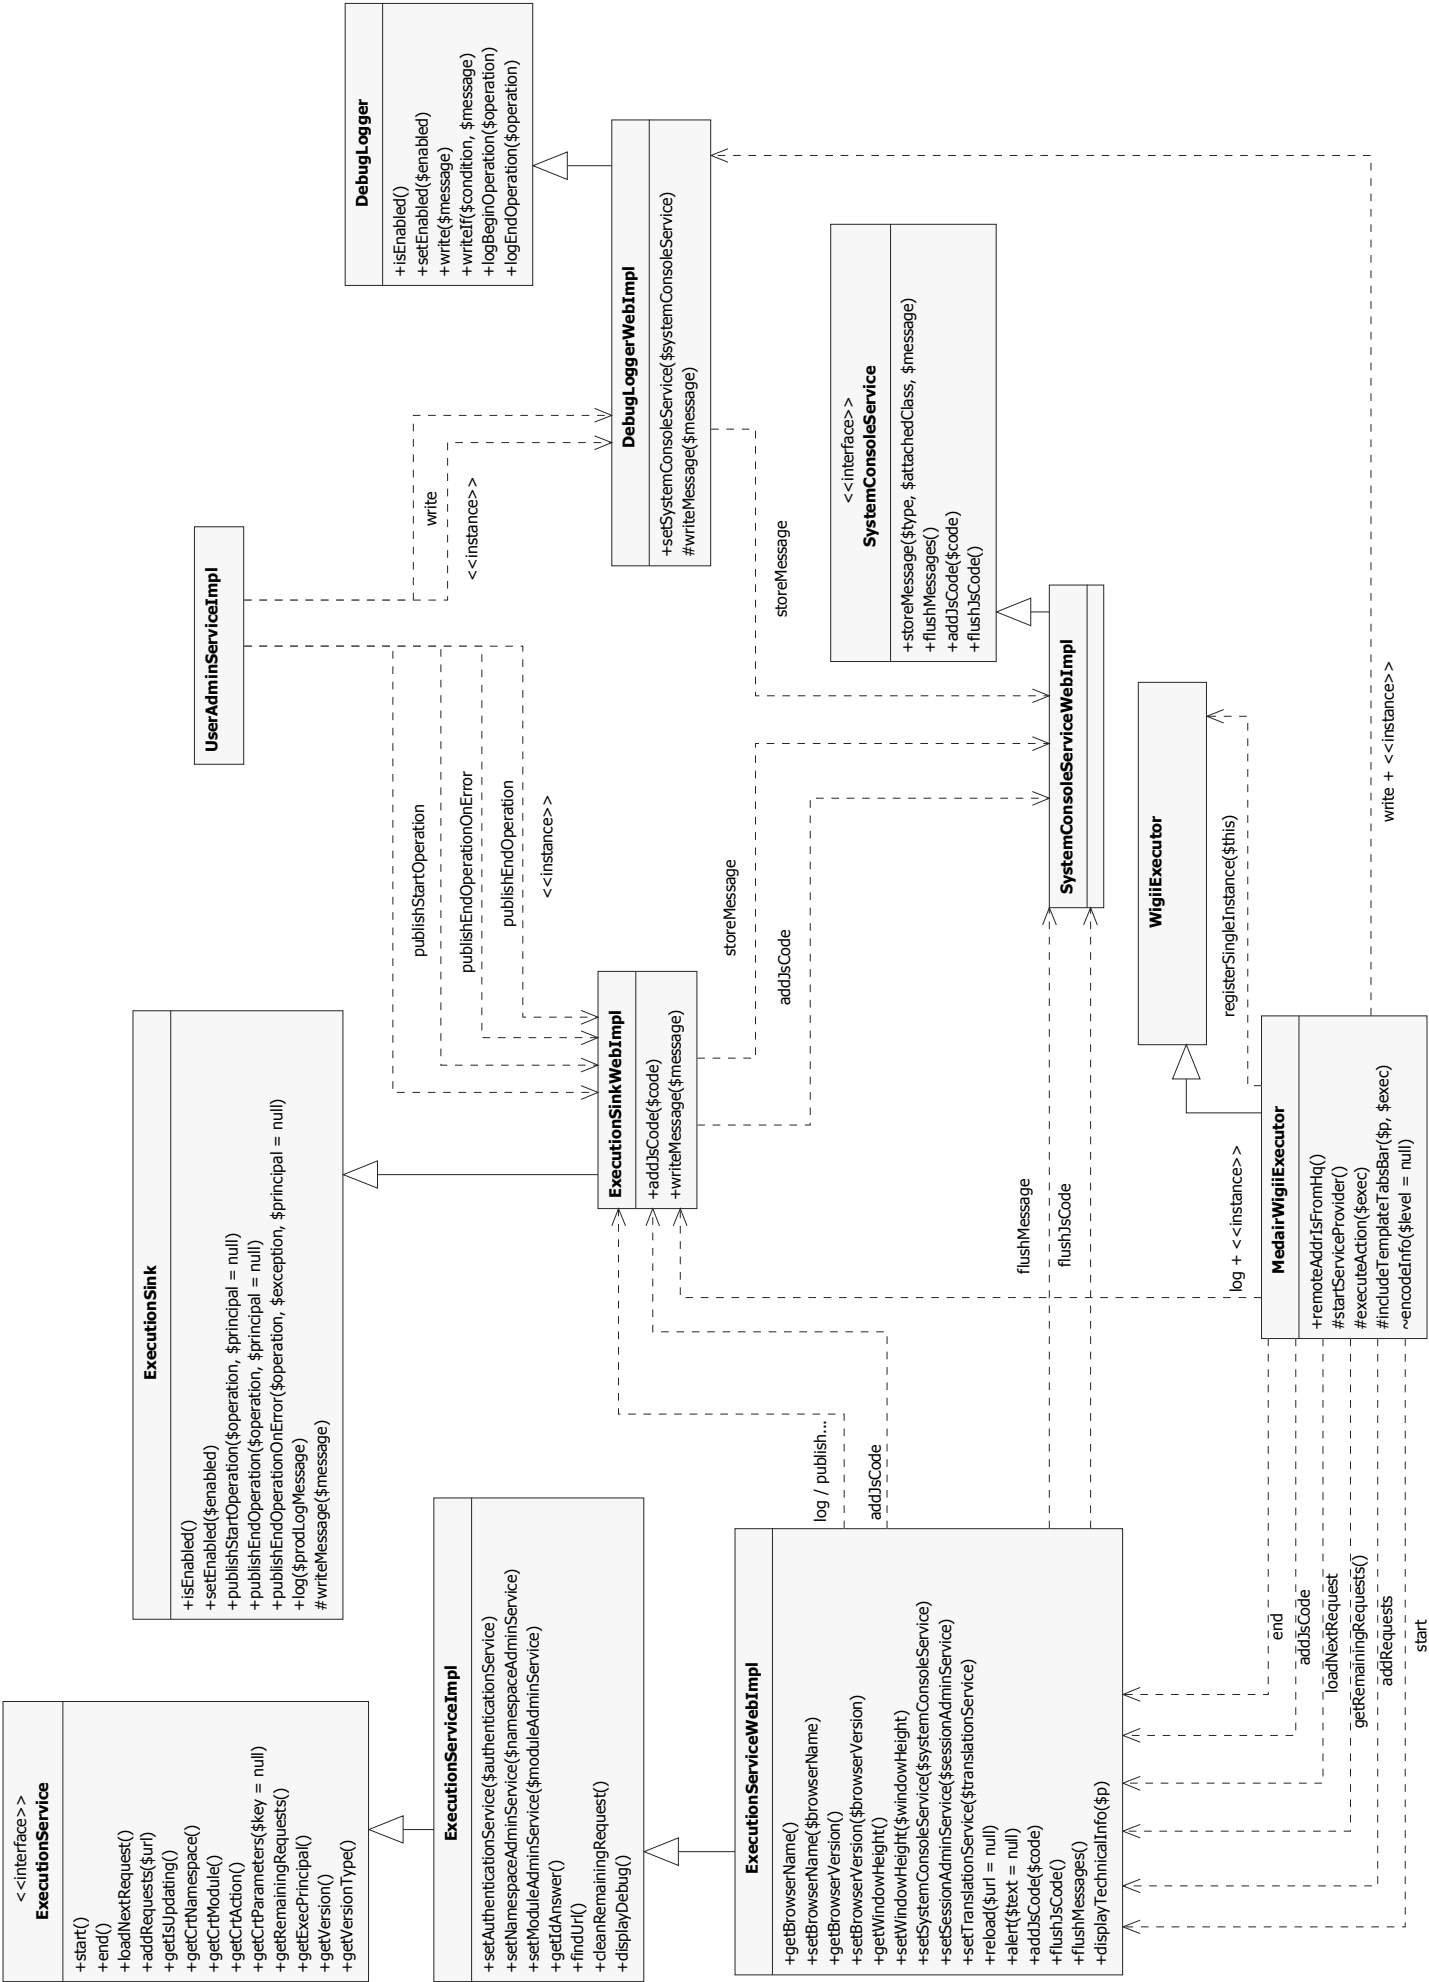 <<interface>>
ExecutionService
+start()
+end()
+loadNextRequest()
+addRequests($url)
+getIsUpdating()
+getCrtNamespace()
+getCrtModule()
+getCrtAction()
+getCrtParameters($key = null)
+getRemainingRequests()
+getExecPrincipal()
+getVersion()
+getVersionType()
ExecutionServiceImpl
+setAuthenticationService($authenticationService)
+setNamespaceAdminService($namespaceAdminService)
+setModuleAdminService($moduleAdminService)
+getIdAnswer()
+findUrl()
+cleanRemainingRequest()
+displayDebug()
ExecutionServiceWebImpl
+getBrowserName()
+setBrowserName($browserName)
+getBrowserVersion()
+setBrowserVersion($browserVersion)
+getWindowHeight()
+setWindowHeight($windowHeight)
+setSystemConsoleService($systemConsoleService)
+setSessionAdminService($sessionAdminService)
+setTranslationService($translationService)
+reload($url = null)
+alert($text = null)
+addJsCode($code)
+flushJsCode()
+flushMessages()
+displayTechnicalInfo($p)
ExecutionSink
+isEnabled()
+setEnabled($enabled)
+publishStartOperation($operation, $principal = null)
+publishEndOperation($operation, $principal = null)
+publishEndOperationOnError($operation, $exception, $principal = null)
+log($prodLogMessage)
#writeMessage($message)
log / publish...
addJsCode
flushMessage
flushJsCode
end
addJsCode
loadNextRequest
getRemainingRequests()
addRequests
start
ExecutionSinkWebImpl
+addJsCode($code)
+writeMessage($message)
log + <<instance>>
MedairWigiiExecutor
+remoteAddrIsFromHq()
#startServiceProvider()
#executeAction($exec)
#includeTemplateTabsBar($p, $exec)
~encodeInfo($level = null)
UserAdminServiceImpl
publishStartOperation
publishEndOperationOnError
publishEndOperation
<<instance>>
storeMessage
addJsCode
WigiiExecutor
registerSingleInstance($this)
SystemConsoleServiceWebImpl
<<interface>>
SystemConsoleService
+storeMessage($type, $attachedClass, $message)
+flushMessages()
+addJsCode($code)
+flushJsCode()
storeMessage
write
<<instance>>
write + <<instance>>
DebugLoggerWebImpl
+setSystemConsoleService($systemConsoleService)
#writeMessage($message)
DebugLogger
+isEnabled()
+setEnabled($enabled)
+write($message)
+writeIf($condition, $message)
+logBeginOperation($operation)
+logEndOperation($operation)